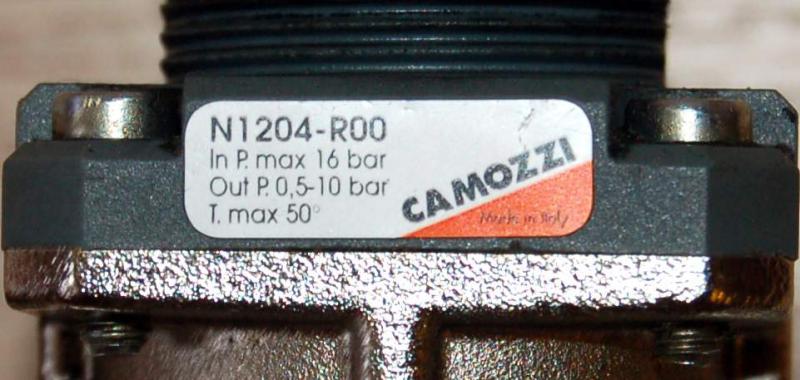 N1204-R00
In P. max 16 bar
Out P. 0,5-10 bar
T. max 50°
CAMOZZI
Made in Italy